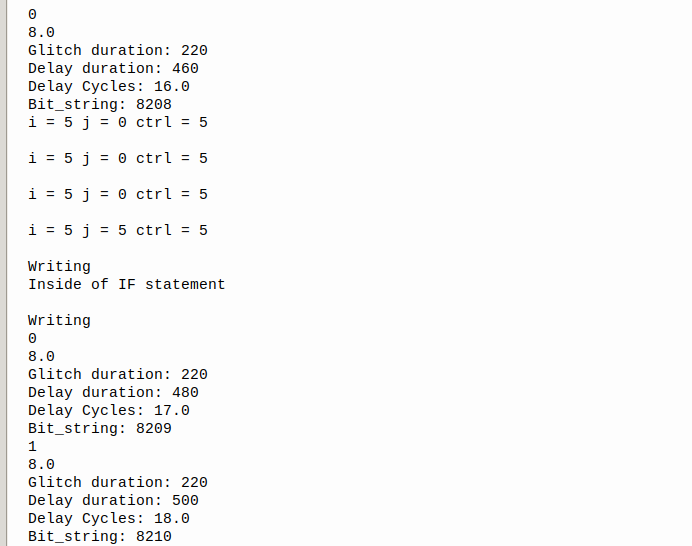 0
8.0
Glitch duration: 220
Delay duration: 460
Delay Cycles: 16.0
Bit_string: 8208
i = 5 j = 0 ctrl = 5
i = 5 j = 0 ctrl = 5
i = 5 j = 0 ctrl = 5
i = 5 j = 5 ctrl = 5
Writing
Inside of IF statement
Writing
0
8.0
Glitch duration: 220
Delay duration: 480
Delay Cycles: 17.0
Bit_string: 8209
1
8.0
Glitch duration: 220
Delay duration: 500
Delay Cycles: 18.0
Bit_string: 8210